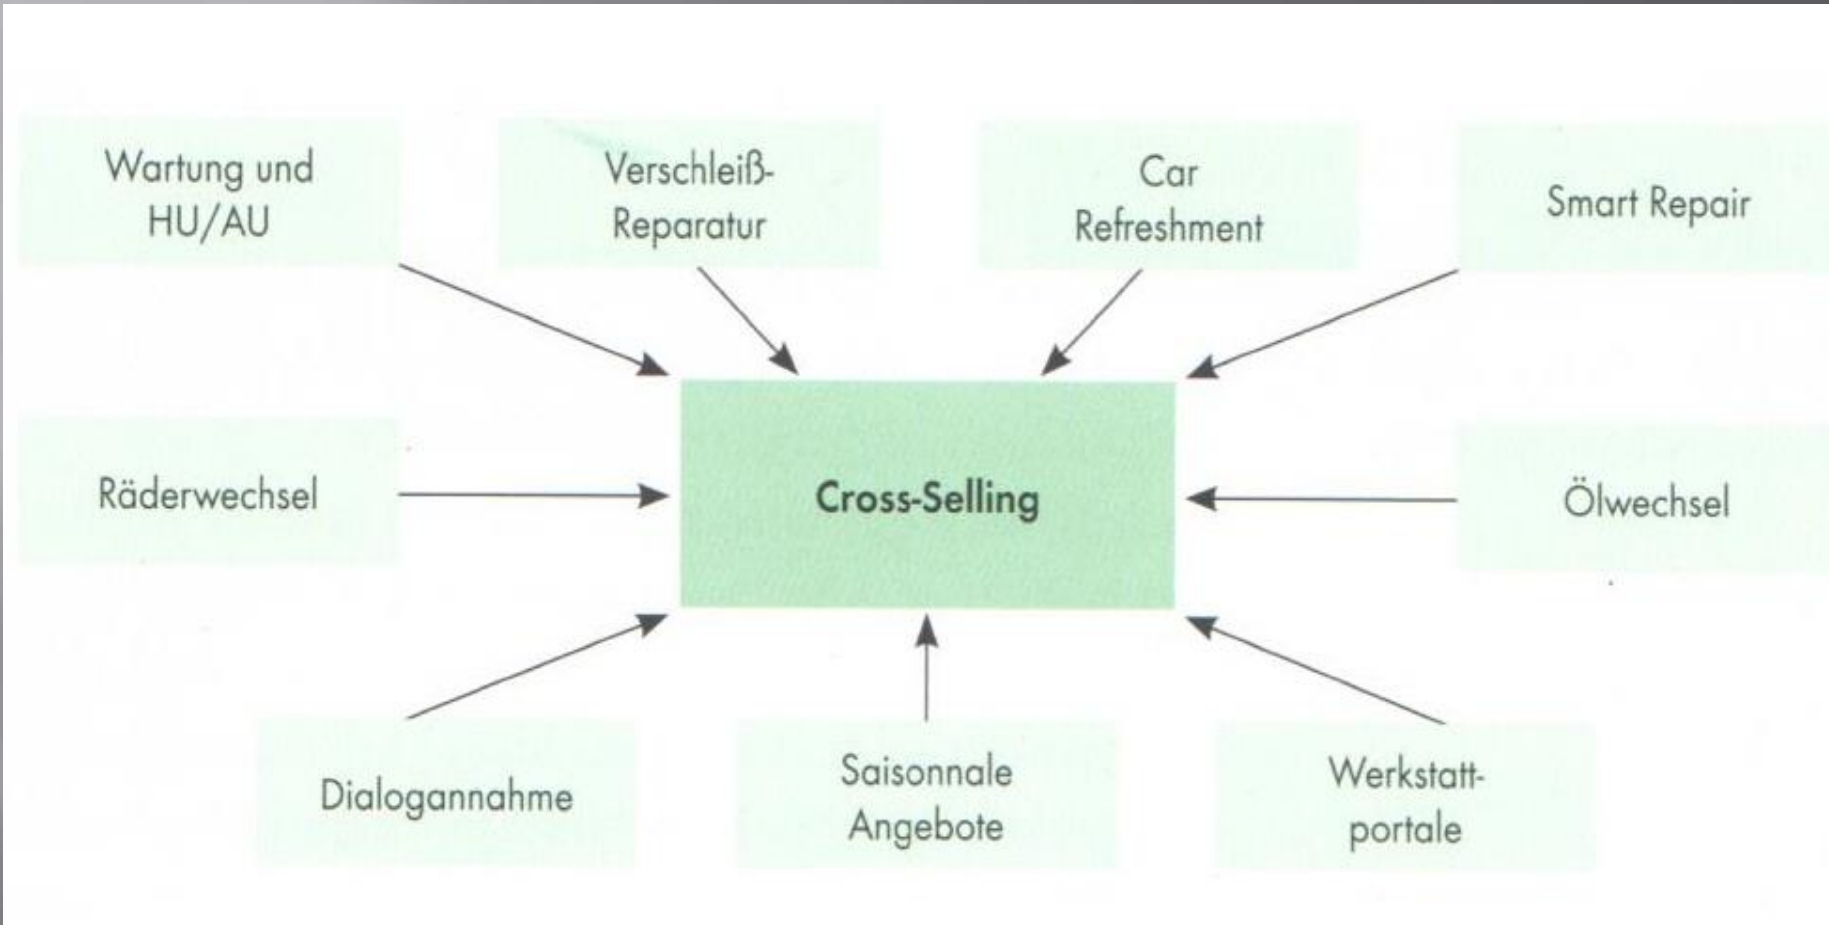 Wartung und
HU/AU
Verschleiß-
Reparatur
Car
Refreshment
Smart Repair
Räderwechsel
Cross-Selling
Ölwechsel
Dialogannahme
Saisonnale
Angebote
Werkstatt-
portale